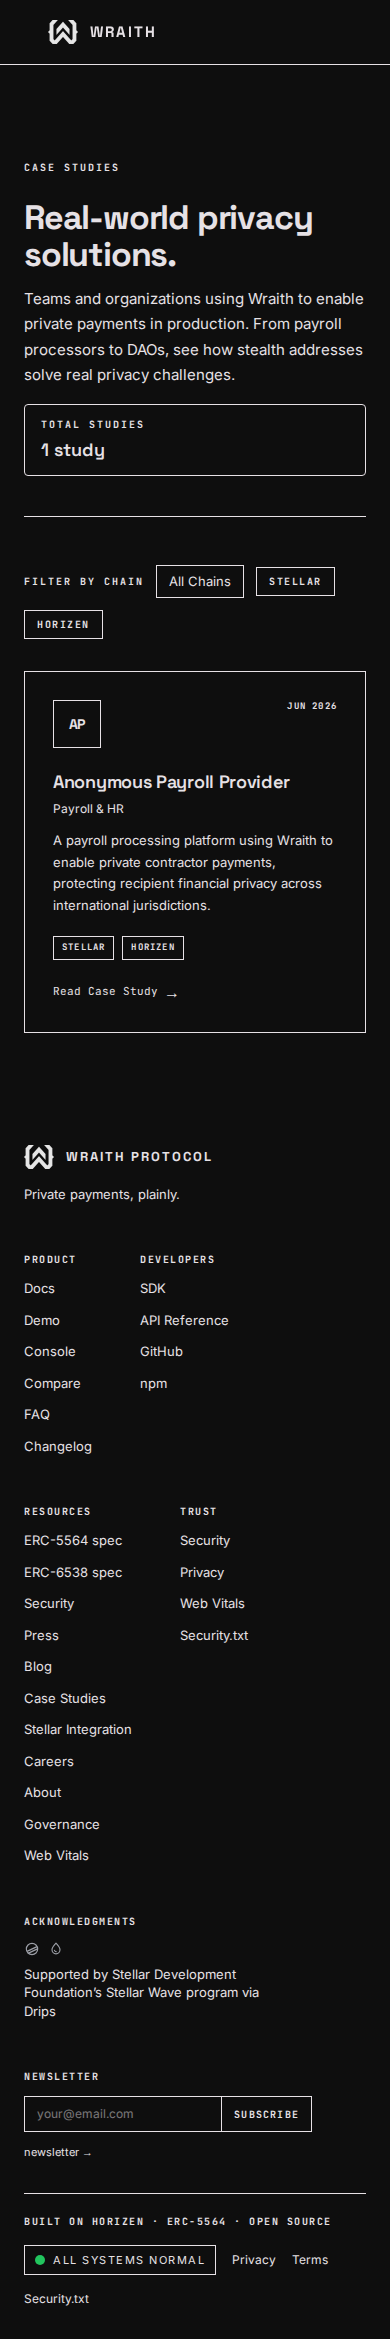 WRAITH
CASE STUDIES
Real-world privacy
solutions.
Teams and organizations using Wraith to enable
private payments in production. From payroll
processors to DAOs, see how stealth addresses
solve real privacy challenges.
TOTAL STUDIES
1 study
FILTER BY CHAIN All Chains STELLAR
HORIZEN
AP JUN 2026
Anonymous Payroll Provider
Payroll & HR
A payroll processing platform using Wraith to
enable private contractor payments,
protecting recipient financial privacy across
international jurisdictions.
STELLAR HORIZEN
Read Case Study →
WRAITH PROTOCOL
Private payments, plainly.
PRODUCT
Docs
Demo
Console
Compare
FAQ
Changelog
DEVELOPERS
SDK
API Reference
GitHub
npm
RESOURCES
ERC-5564 spec
ERC-6538 spec
Security
Press
Blog
Case Studies
Stellar Integration
Careers
About
Governance
Web Vitals
TRUST
Security
Privacy
Web Vitals
Security.txt
ACKNOWLEDGMENTS
Supported by Stellar Development
Foundation’s Stellar Wave program via
Drips
NEWSLETTER
your@email.com SUBSCRIBE
newsletter →
BUILT ON HORIZEN · ERC-5564 · OPEN SOURCE
ALL SYSTEMS NORMAL Privacy Terms
Security.txt